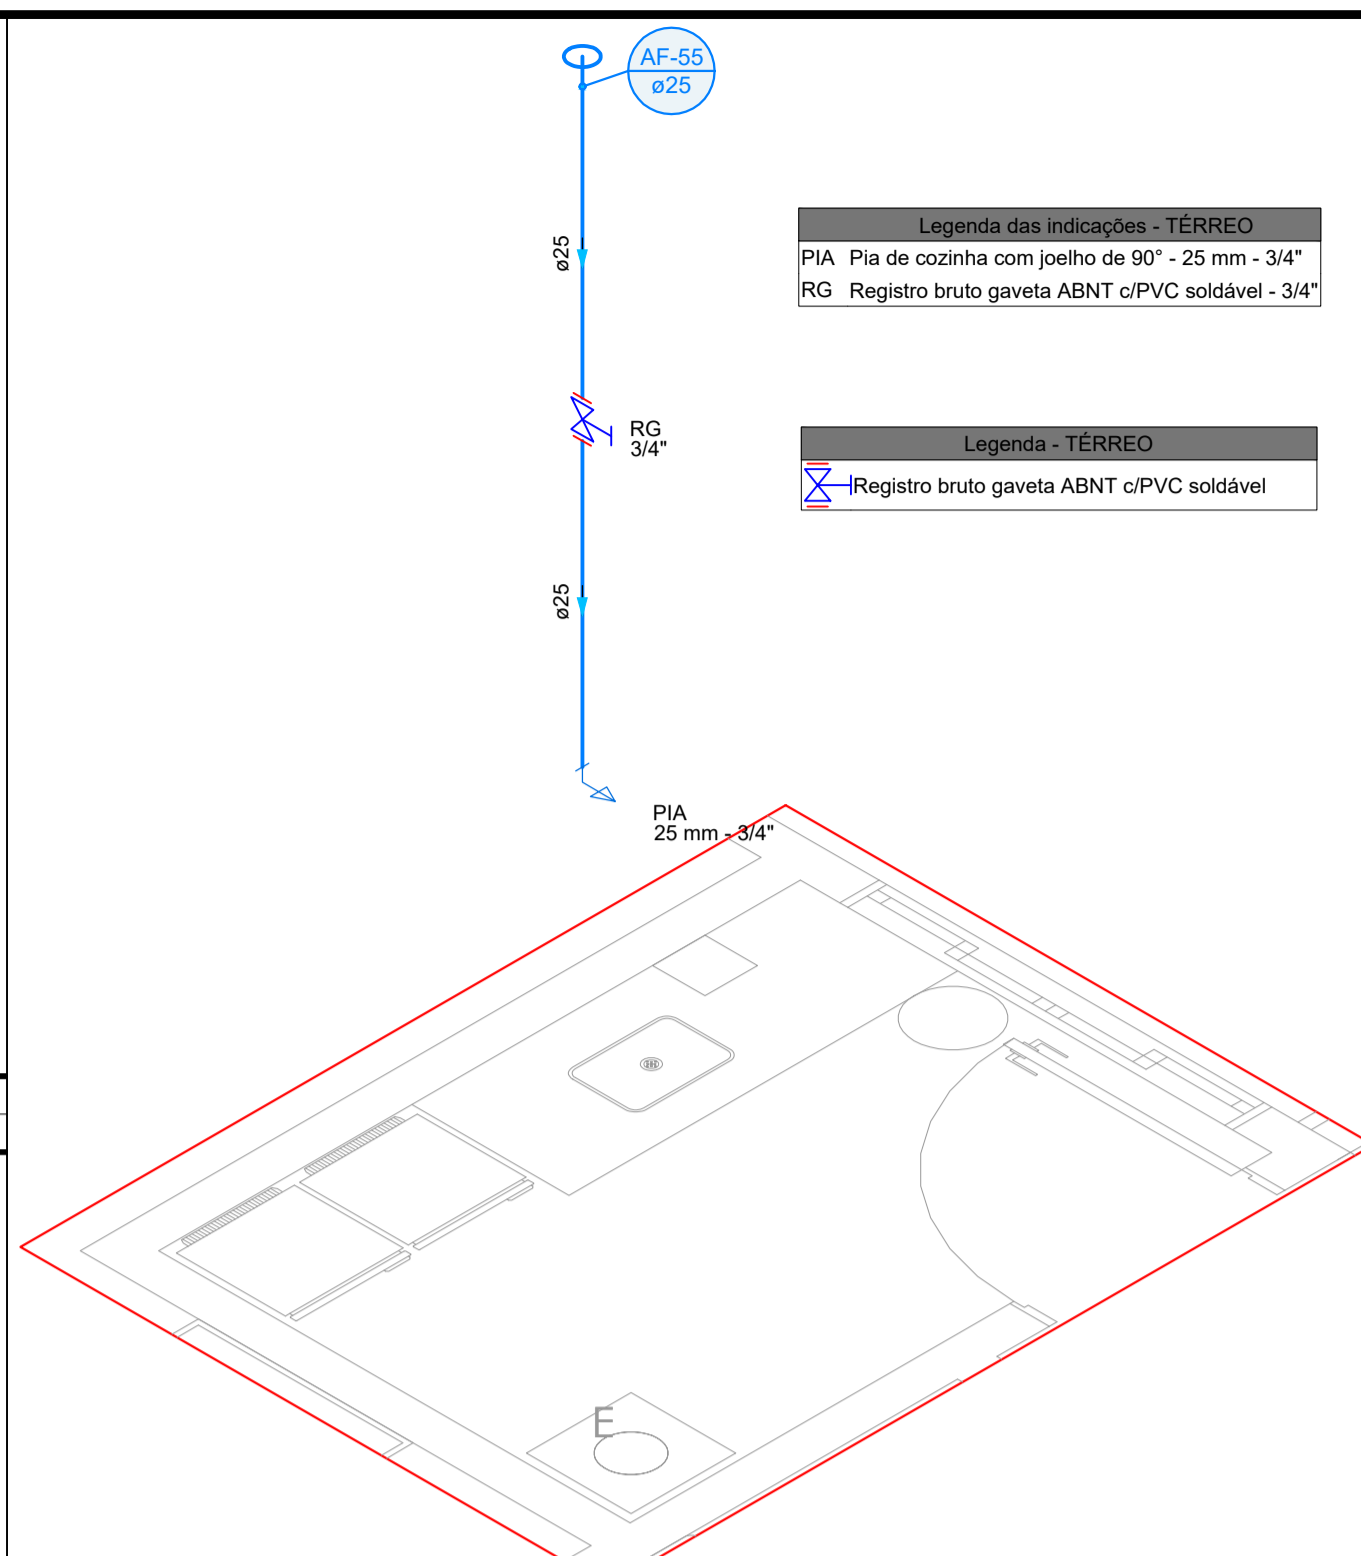 AF-55
ø25
ø25
Legenda das indicações - TÉRREO
PIA Pia de cozinha com joelho de 90° - 25 mm - 3/4"
RG Registro bruto gaveta ABNT c/PVC soldável - 3/4"
RG
3/4"
Legenda - TÉRREO
Registro bruto gaveta ABNT c/PVC soldável
ø25
PIA
25 mm - 3/4"
E